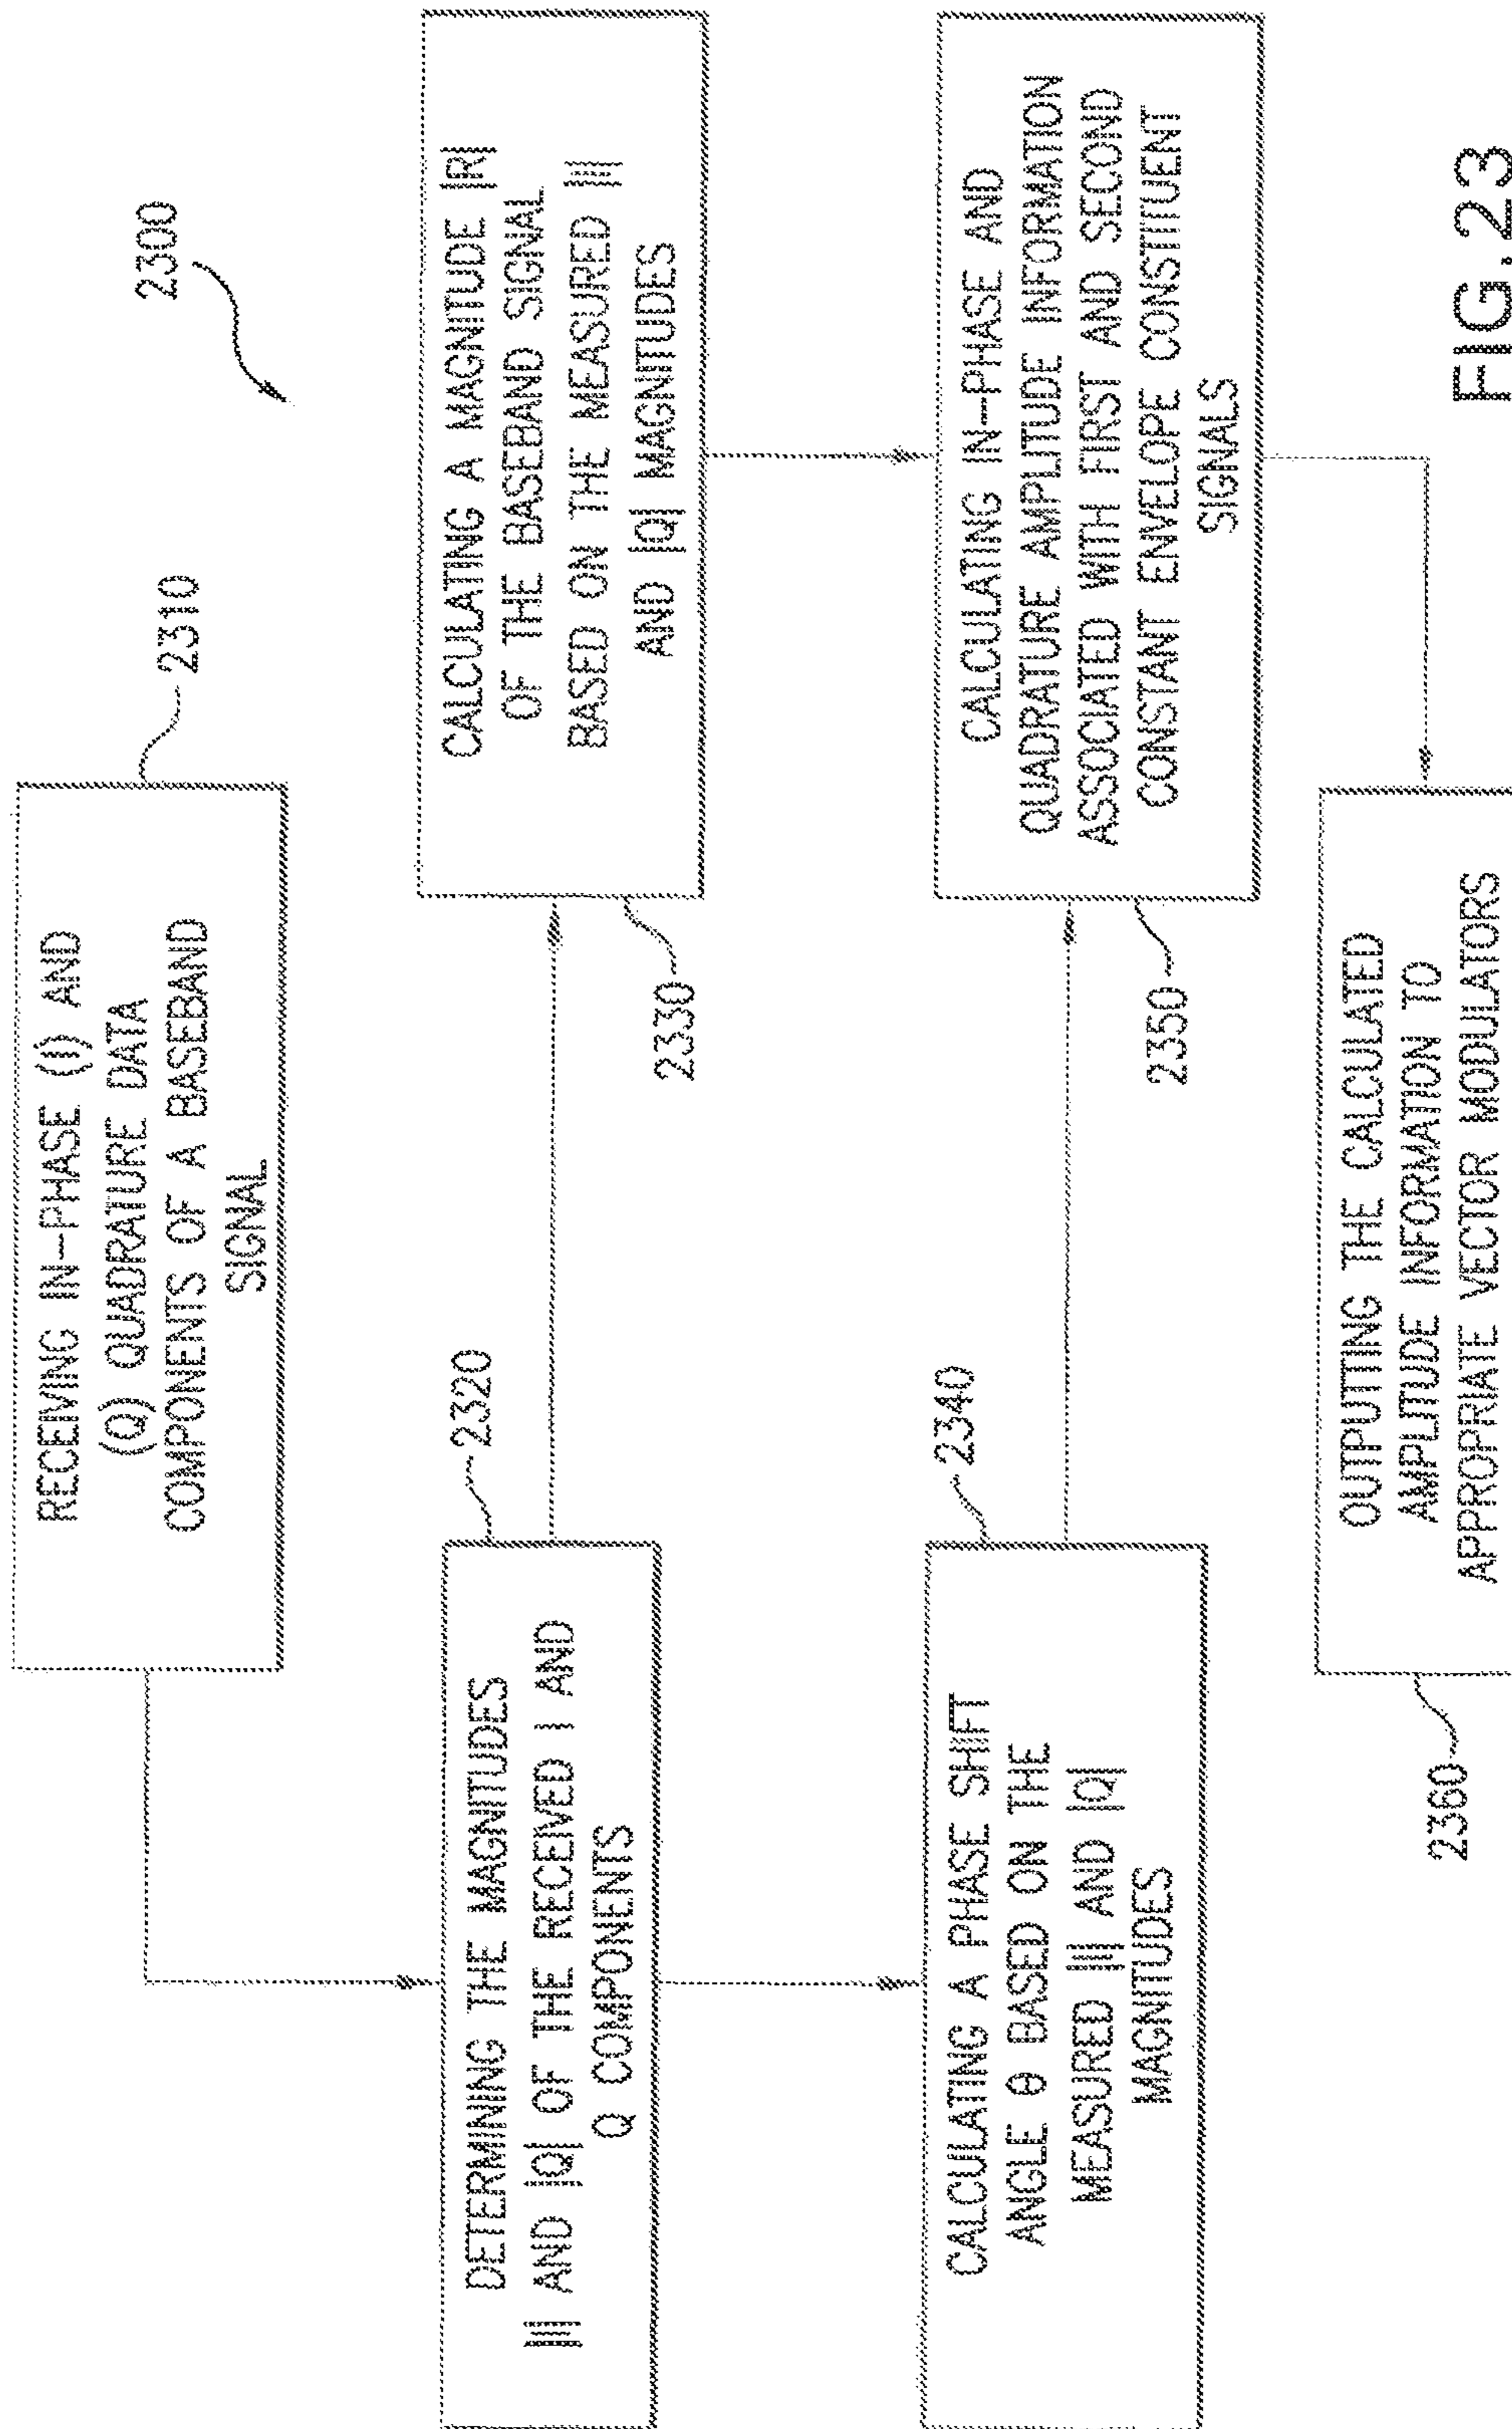 2300
RECEIVING IN-PHASE (I) AND
(Q) QUADRATURE DATA
COMPONENTS OF A BASEBAND
SIGNAL
2310
DETERMINING THE MAGNITUDES
|I| AND |Q| OF THE RECEIVED I AND
Q COMPONENTS
2320
CALCULATING A MAGNITUDE |R|
OF THE BASEBAND SIGNAL
BASED ON THE MEASURED |I|
AND |Q| MAGNITUDES
2330
CALCULATING A PHASE SHIFT
ANGLE θ BASED ON THE
MEASURED |I| AND |Q|
MAGNITUDES
2340
CALCULATING IN-PHASE AND
QUADRATURE AMPLITUDE INFORMATION
ASSOCIATED WITH FIRST AND SECOND
CONSTANT ENVELOPE CONSTITUENT
SIGNALS
2350
OUTPUTING THE CALCULATED
AMPLITUDE INFORMATION TO
APPROPRIATE VECTOR MODULATORS
2360
FIG.23